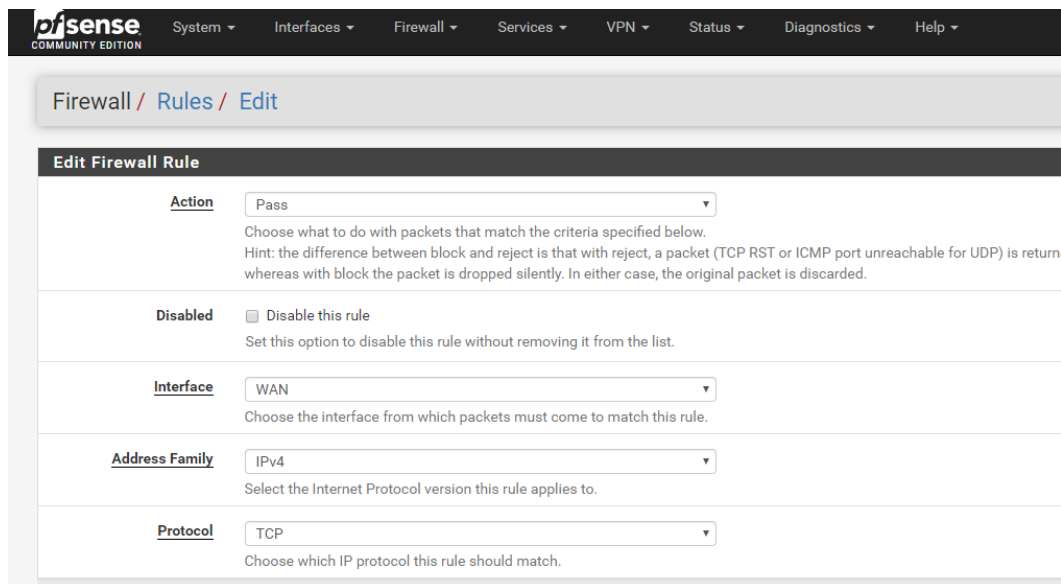 pfsense System Interfaces Firewall Services VPN Status Diagnostics Help
COMMUNITY EDITION
Firewall / Rules / Edit
Edit Firewall Rule
Action Pass
Choose what to do with packets that match the criteria specified below.
Hint: the difference between block and reject is that with reject, a packet (TCP RST or ICMP port unreachable for UDP) is return
whereas with block the packet is dropped silently. In either case, the original packet is discarded.
Disabled Disable this rule
Set this option to disable this rule without removing it from the list.
Interface WAN
Choose the interface from which packets must come to match this rule.
Address Family IPv4
Select the Internet Protocol version this rule applies to.
Protocol TCP
Choose which IP protocol this rule should match.